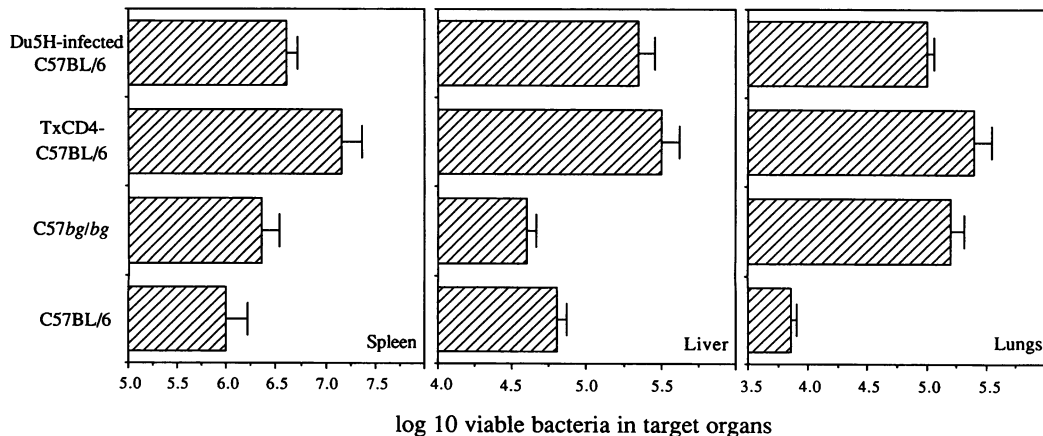 Du5H-infected
C57BL/6
TxCD4-
C57BL/6
C57bg/bg
C57BL/6
Spleen
Liver
Lungs
5.0 5.5 6.0 6.5 7.0 7.5
4.0 4.5 5.0 5.5
3.5 4.0 4.5 5.0 5.5
log 10 viable bacteria in target organs